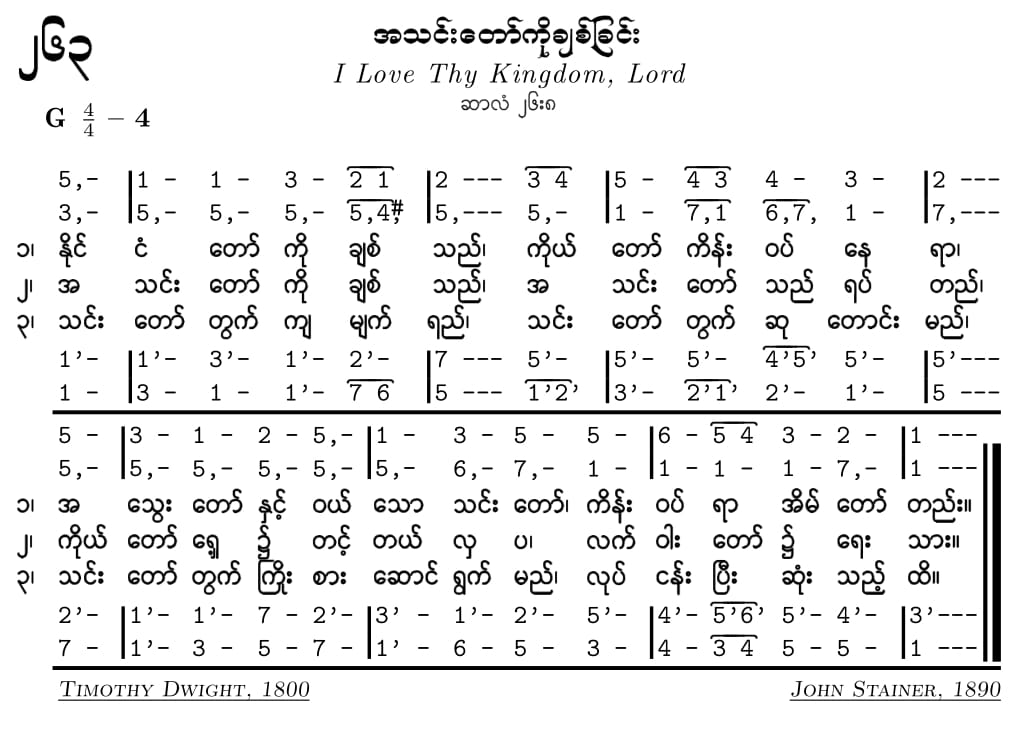 ၂၆၃
အသင်းတော်ကိုချစ်ခြင်း
I Love Thy Kingdom, Lord
ဆာလံ ၂၆း၈
G 4/4 – 4
5,– |1 – 1 – 3 – 2 1 |2 --- 3 4 |5 – 4 3 4 – 3 – |2 ---
3,– |5,– 5,– 5,– 5,4,# |5,--- 5,– |1 – 7,1 6,7, 1 – |7,---
၁၊ နိုင် ငံ တော် ကို ချစ် သည်၊ ကိုယ် တော် ကိန်း ဝပ် နေ ရာ၊
၂၊ အ သင်း တော် ကို ချစ် သည်၊ အ သင်း တော် သည် ရပ် တည်၊
၃၊ သင်း တော် တွက် ကျ မျက် ရည်၊ သင်း တော် တွက် ဆု တောင်း မည်၊
1’– |1’– 3’– 1’– 2’– |7 --- 5’– |5’– 5’– 4’5’ 5’– |5’---
1 – |3 – 1 – 1’– 7 6 |5 --- 1’2’ |3’– 2’1’ 2’– 1’– |5 ---
5 – |3 – 1 – 2 – 5,– |1 – 3 – 5 – 5 – |6 – 5 4 3 – 2 – |1 ---
5,– |5,– 5,– 5,– 5,– |5,– 6,– 7,– 1 – |1 – 1 – 1 – 7,– |1 ---
၁၊ အ သွေး တော် နှင့် ဝယ် သော သင်း တော်၊ ကိန်း ဝပ် ရာ အိမ် တော် တည်း။
၂၊ ကိုယ် တော် ရှေ့ ၌ တင့် တယ် လှ ပ၊ လက် ဝါး တော် ၌ ရေး သား။
၃၊ သင်း တော် တွက် ကြိုး စား ဆောင် ရွက် မည်၊ လုပ် ငန်း ပြီး ဆုံး သည့် ထိ။
2’– |1’– 1’– 7 – 2’– |3’ – 1’– 2’– 5’– |4’– 5’6’ 5’– 4’– |3’---
7 – |1’– 3 – 5 – 7 – |1’ – 6 – 5 – 3 – |4 – 3 4 5 – 5 – |1 ---
TIMOTHY DWIGHT, 1800
JOHN STAINER, 1890